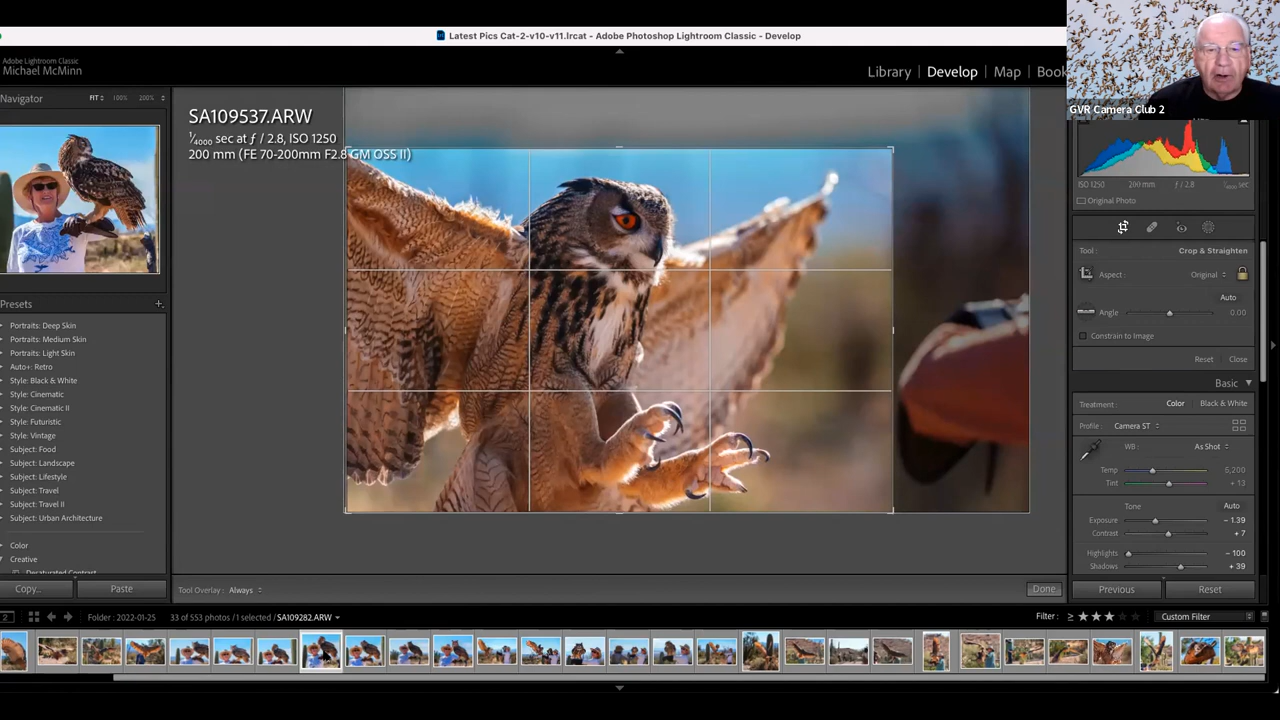 Latest Pics Cat-2-v10-v11.lrcat - Adobe Photoshop Lightroom Classic - Develop
Adobe Lightroom Classic
Michael McMinn
Library | Develop | Map | Book
GVR Camera Club 2
Navigator FIT 100% 200%
SA109537.ARW
1/4000 sec at ƒ / 2.8, ISO 1250
200 mm (FE 70-200mm F2.8 GM OSS II)
Presets +
Portraits: Deep Skin
Portraits: Medium Skin
Portraits: Light Skin
Auto+: Retro
Style: Black & White
Style: Cinematic
Style: Cinematic II
Style: Futuristic
Style: Vintage
Subject: Food
Subject: Landscape
Subject: Lifestyle
Subject: Travel
Subject: Travel II
Subject: Urban Architecture
Color
Creative
Desaturated Contrast
Copy... Paste
Tool Overlay: Always
Done
ISO 1250 200 mm ƒ / 2.8 1/4000 sec
Original Photo
Tool: Crop & Straighten
Aspect: Original
Auto
Angle 0.00
Constrain to Image
Reset Close
Basic
Treatment: Color Black & White
Profile: Camera ST
WB: As Shot
Temp 5,200
Tint + 13
Tone Auto
Exposure - 1.39
Contrast + 7
Highlights - 100
Shadows + 39
Previous Reset
2 Folder: 2022-01-25 33 of 553 photos / 1 selected / SA109282.ARW
Filter: ≥ ★★★ Custom Filter